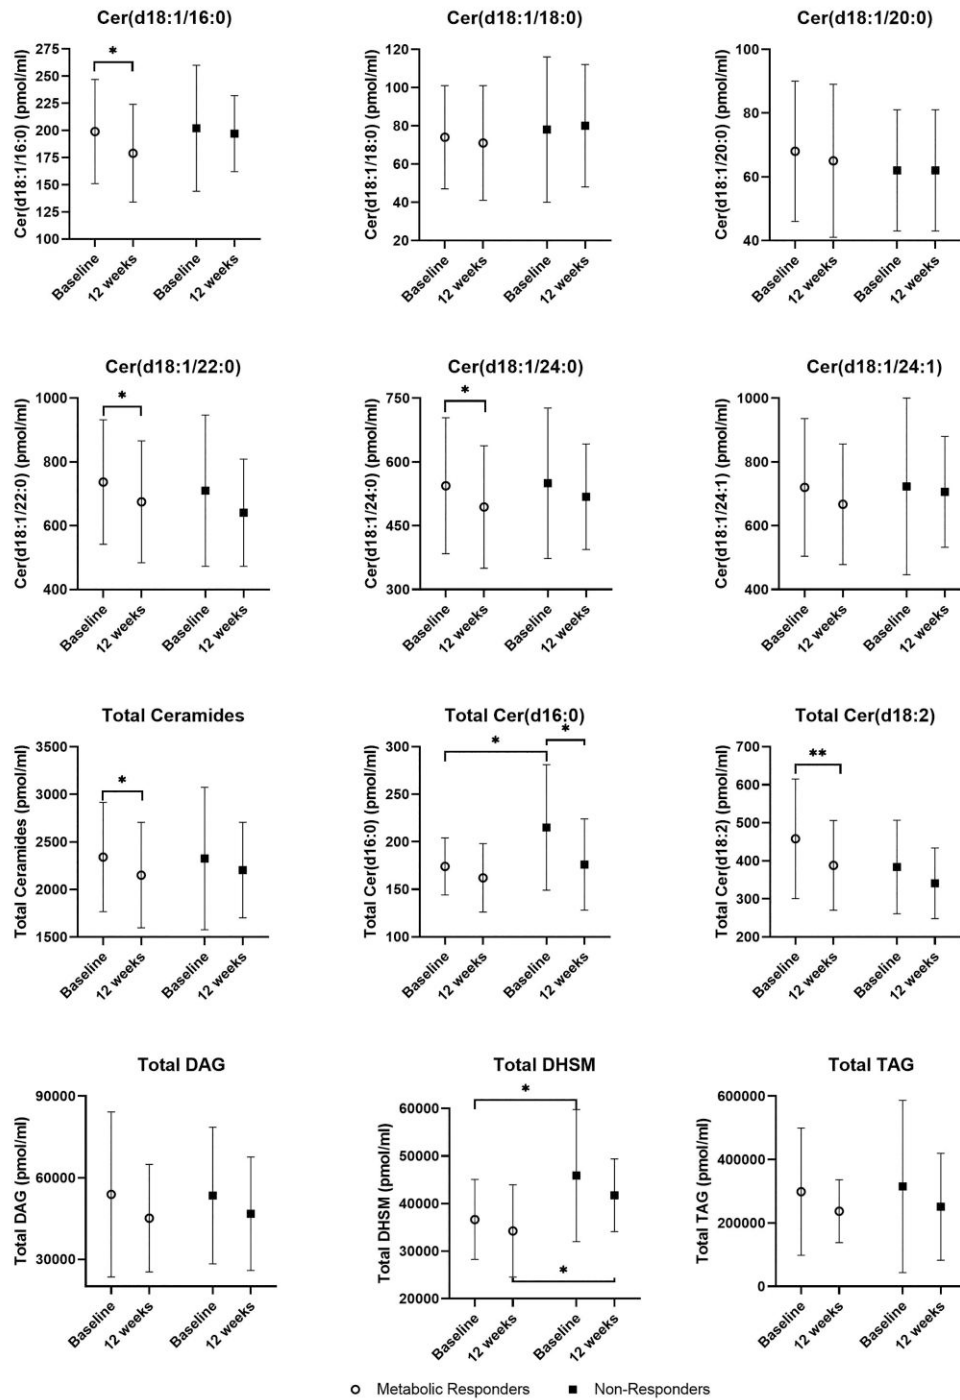 Cer(d18:1/16:0)
Cer(d18:1/16:0) (pmol/ml)
275
250
225
200
175
150
125
100
*
Baseline
12 weeks
Baseline
12 weeks
Cer(d18:1/18:0)
Cer(d18:1/18:0) (pmol/ml)
120
100
80
60
40
20
Baseline
12 weeks
Baseline
12 weeks
Cer(d18:1/20:0)
Cer(d18:1/20:0) (pmol/ml)
100
80
60
40
Baseline
12 weeks
Baseline
12 weeks
Cer(d18:1/22:0)
Cer(d18:1/22:0) (pmol/ml)
1000
800
600
400
*
Baseline
12 weeks
Baseline
12 weeks
Cer(d18:1/24:0)
Cer(d18:1/24:0) (pmol/ml)
750
600
450
300
*
Baseline
12 weeks
Baseline
12 weeks
Cer(d18:1/24:1)
Cer(d18:1/24:1) (pmol/ml)
1000
800
600
400
Baseline
12 weeks
Baseline
12 weeks
Total Ceramides
Total Ceramides (pmol/ml)
3500
3000
2500
2000
1500
*
Baseline
12 weeks
Baseline
12 weeks
Total Cer(d16:0)
Total Cer(d16:0) (pmol/ml)
300
250
200
150
100
*
*
Baseline
12 weeks
Baseline
12 weeks
Total Cer(d18:2)
Total Cer(d18:2) (pmol/ml)
700
600
500
400
300
200
**
Baseline
12 weeks
Baseline
12 weeks
Total DAG
Total DAG (pmol/ml)
90000
60000
30000
Baseline
12 weeks
Baseline
12 weeks
Total DHSM
Total DHSM (pmol/ml)
60000
50000
40000
30000
20000
*
*
Baseline
12 weeks
Baseline
12 weeks
Total TAG
Total TAG (pmol/ml)
600000
400000
200000
0
Baseline
12 weeks
Baseline
12 weeks
Metabolic Responders
Non-Responders